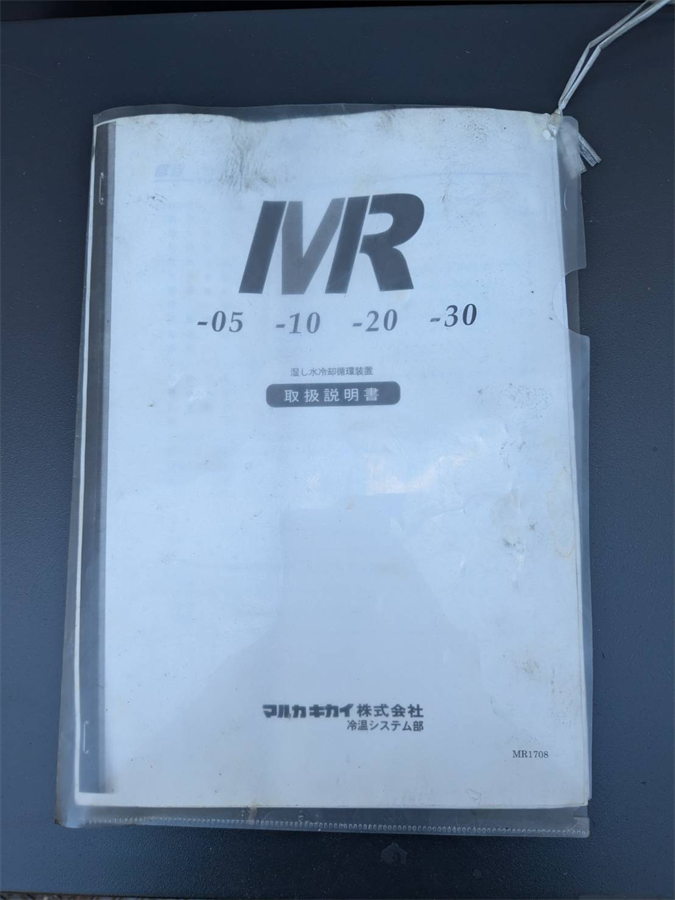 MR
-05 -10 -20 -30
湿し水冷却循環装置
取扱説明書
マルカキカイ株式会社
冷温システム部
MR1708